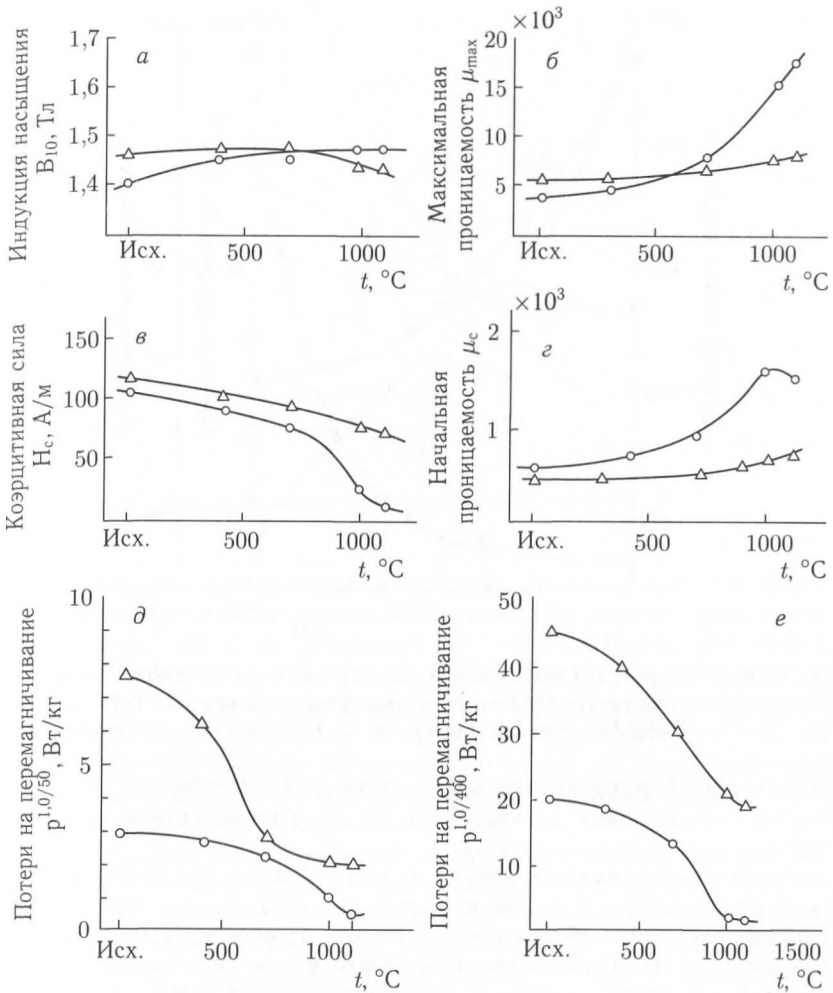 ×10³
1,7
1,6
1,5
1,4
Индукция насыщения
B₁₀, Тл
а
Исх.
500
1000
t, °C
20
15
10
5
Максимальная
проницаемость μmax
б
Исх.
500
1000
t, °C
×10³
150
100
50
Коэрцитивная сила
Hc, А/м
в
Исх.
500
1000
t, °C
2
1
0
Начальная
проницаемость μc
г
Исх.
500
1000
t, °C
10
5
0
Потери на перемагничивание
p1,0/50, Вт/кг
д
Исх.
500
1000
t, °C
50
40
30
20
10
Потери на перемагничивание
p1,0/400, Вт/кг
е
Исх.
500
1000
1500
t, °C